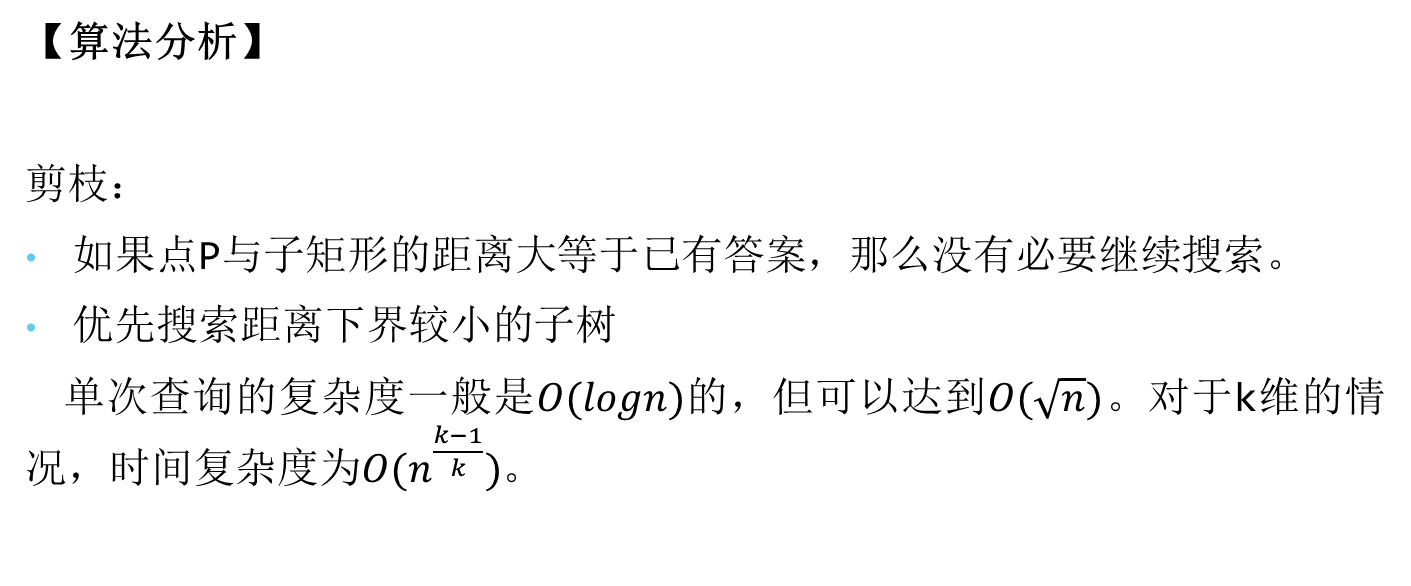 【算法分析】
剪枝：
• 如果点P与子矩形的距离大等于已有答案，那么没有必要继续搜索。
• 优先搜索距离下界较小的子树
单次查询的复杂度一般是O(logn)的，但可以达到O(√n)。对于k维的情
况，时间复杂度为O(n^{\frac{k-1}{k}})。